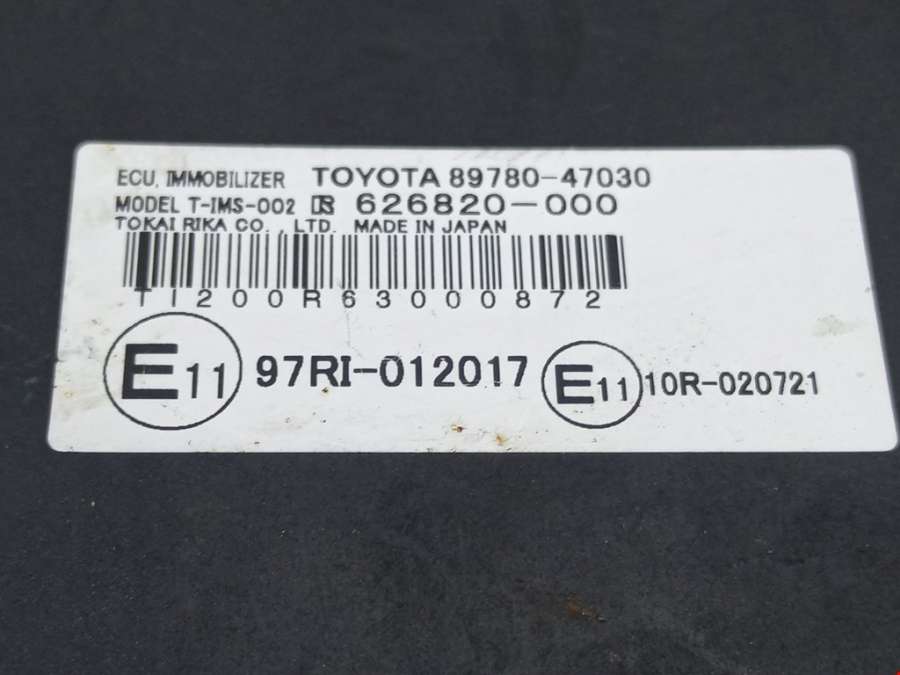 ECU, IMMOBILIZER TOYOTA 89780-47030
MODEL T-IMS-002 626820-000
TOKAI RIKA CO., LTD. MADE IN JAPAN
TI200R63000872
E11 97RI-012017 E11 10R-020721